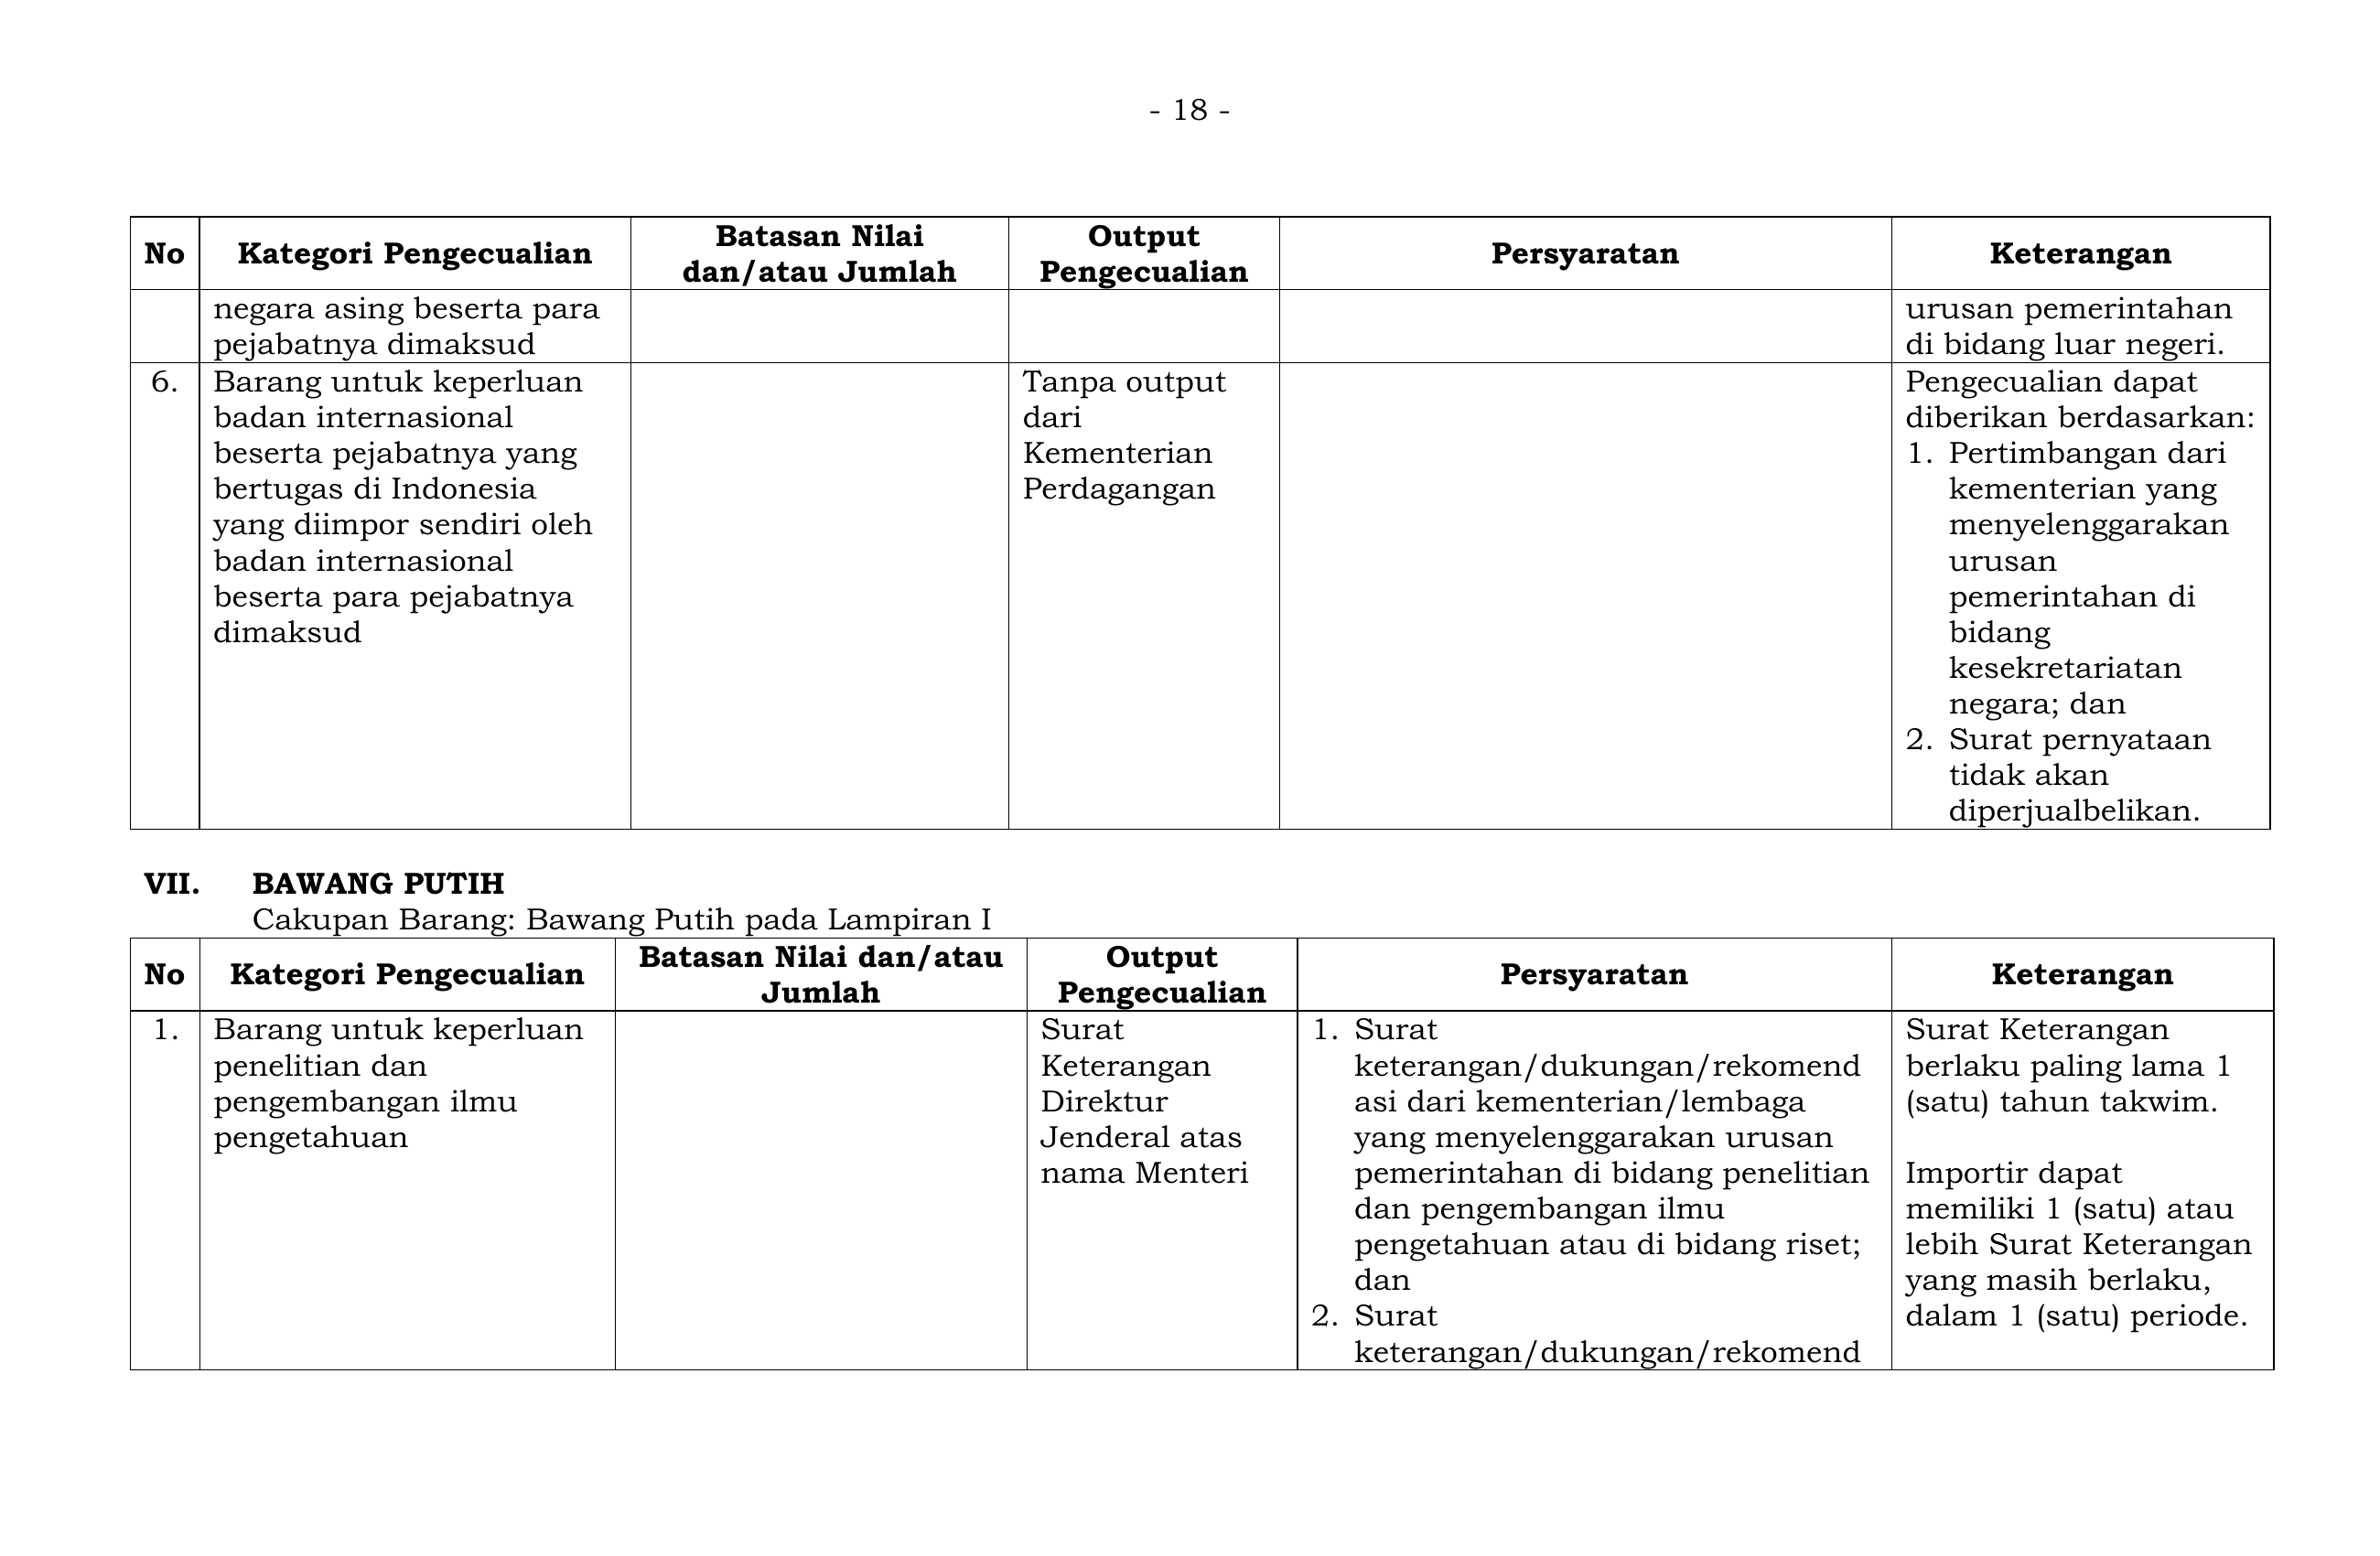 - 18 -
No
Kategori Pengecualian
Batasan Nilai
dan/atau Jumlah
Output
Pengecualian
Persyaratan
Keterangan
negara asing beserta para
pejabatnya dimaksud
urusan pemerintahan
di bidang luar negeri.
6.
Barang untuk keperluan
badan internasional
beserta pejabatnya yang
bertugas di Indonesia
yang diimpor sendiri oleh
badan internasional
beserta para pejabatnya
dimaksud
Tanpa output
dari
Kementerian
Perdagangan
Pengecualian dapat
diberikan berdasarkan:
1. Pertimbangan dari
kementerian yang
menyelenggarakan
urusan
pemerintahan di
bidang
kesekretariatan
negara; dan
2. Surat pernyataan
tidak akan
diperjualbelikan.
VII. BAWANG PUTIH
Cakupan Barang: Bawang Putih pada Lampiran I
No
Kategori Pengecualian
Batasan Nilai dan/atau
Jumlah
Output
Pengecualian
Persyaratan
Keterangan
1.
Barang untuk keperluan
penelitian dan
pengembangan ilmu
pengetahuan
Surat
Keterangan
Direktur
Jenderal atas
nama Menteri
1. Surat
keterangan/dukungan/rekomend
asi dari kementerian/lembaga
yang menyelenggarakan urusan
pemerintahan di bidang penelitian
dan pengembangan ilmu
pengetahuan atau di bidang riset;
dan
2. Surat
keterangan/dukungan/rekomend
Surat Keterangan
berlaku paling lama 1
(satu) tahun takwim.
Importir dapat
memiliki 1 (satu) atau
lebih Surat Keterangan
yang masih berlaku,
dalam 1 (satu) periode.